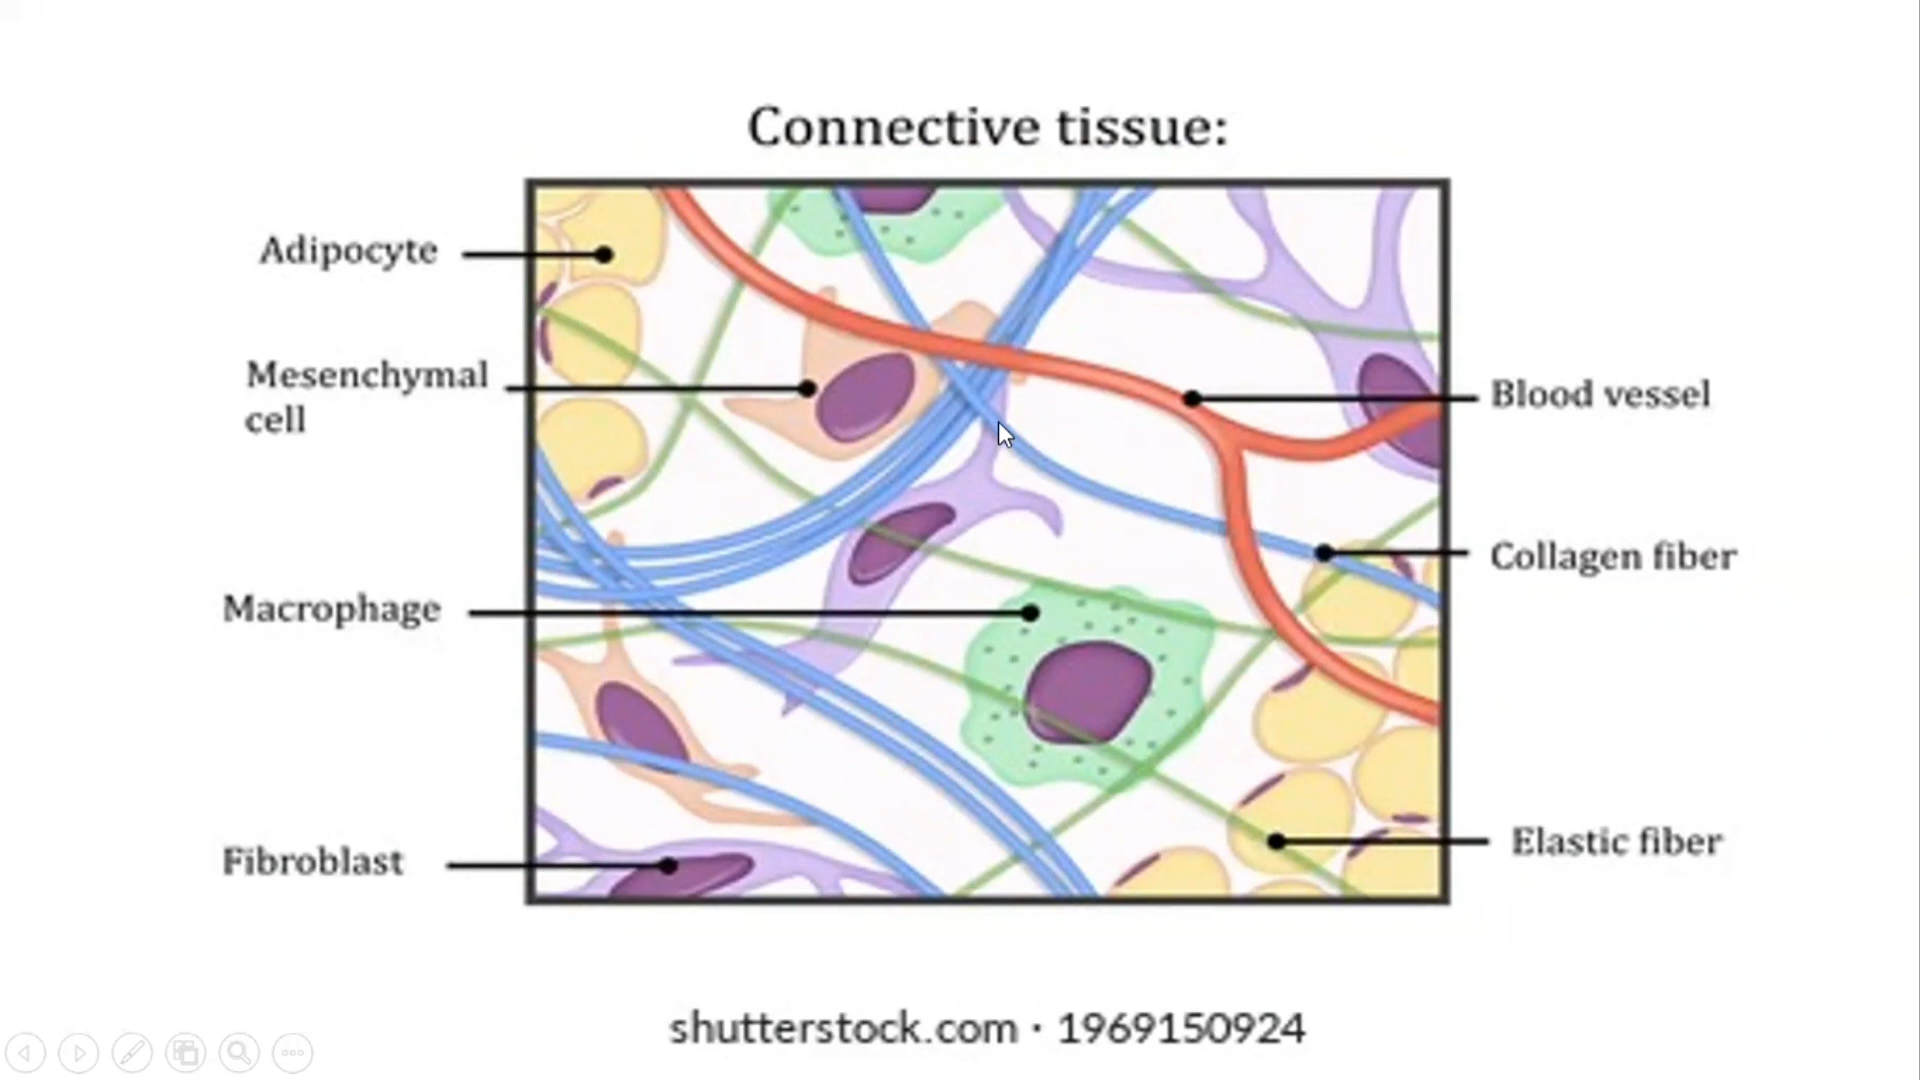 Connective tissue:
Adipocyte
Mesenchymal
cell
Macrophage
Fibroblast
Blood vessel
Collagen fiber
Elastic fiber
shutterstock.com · 1969150924